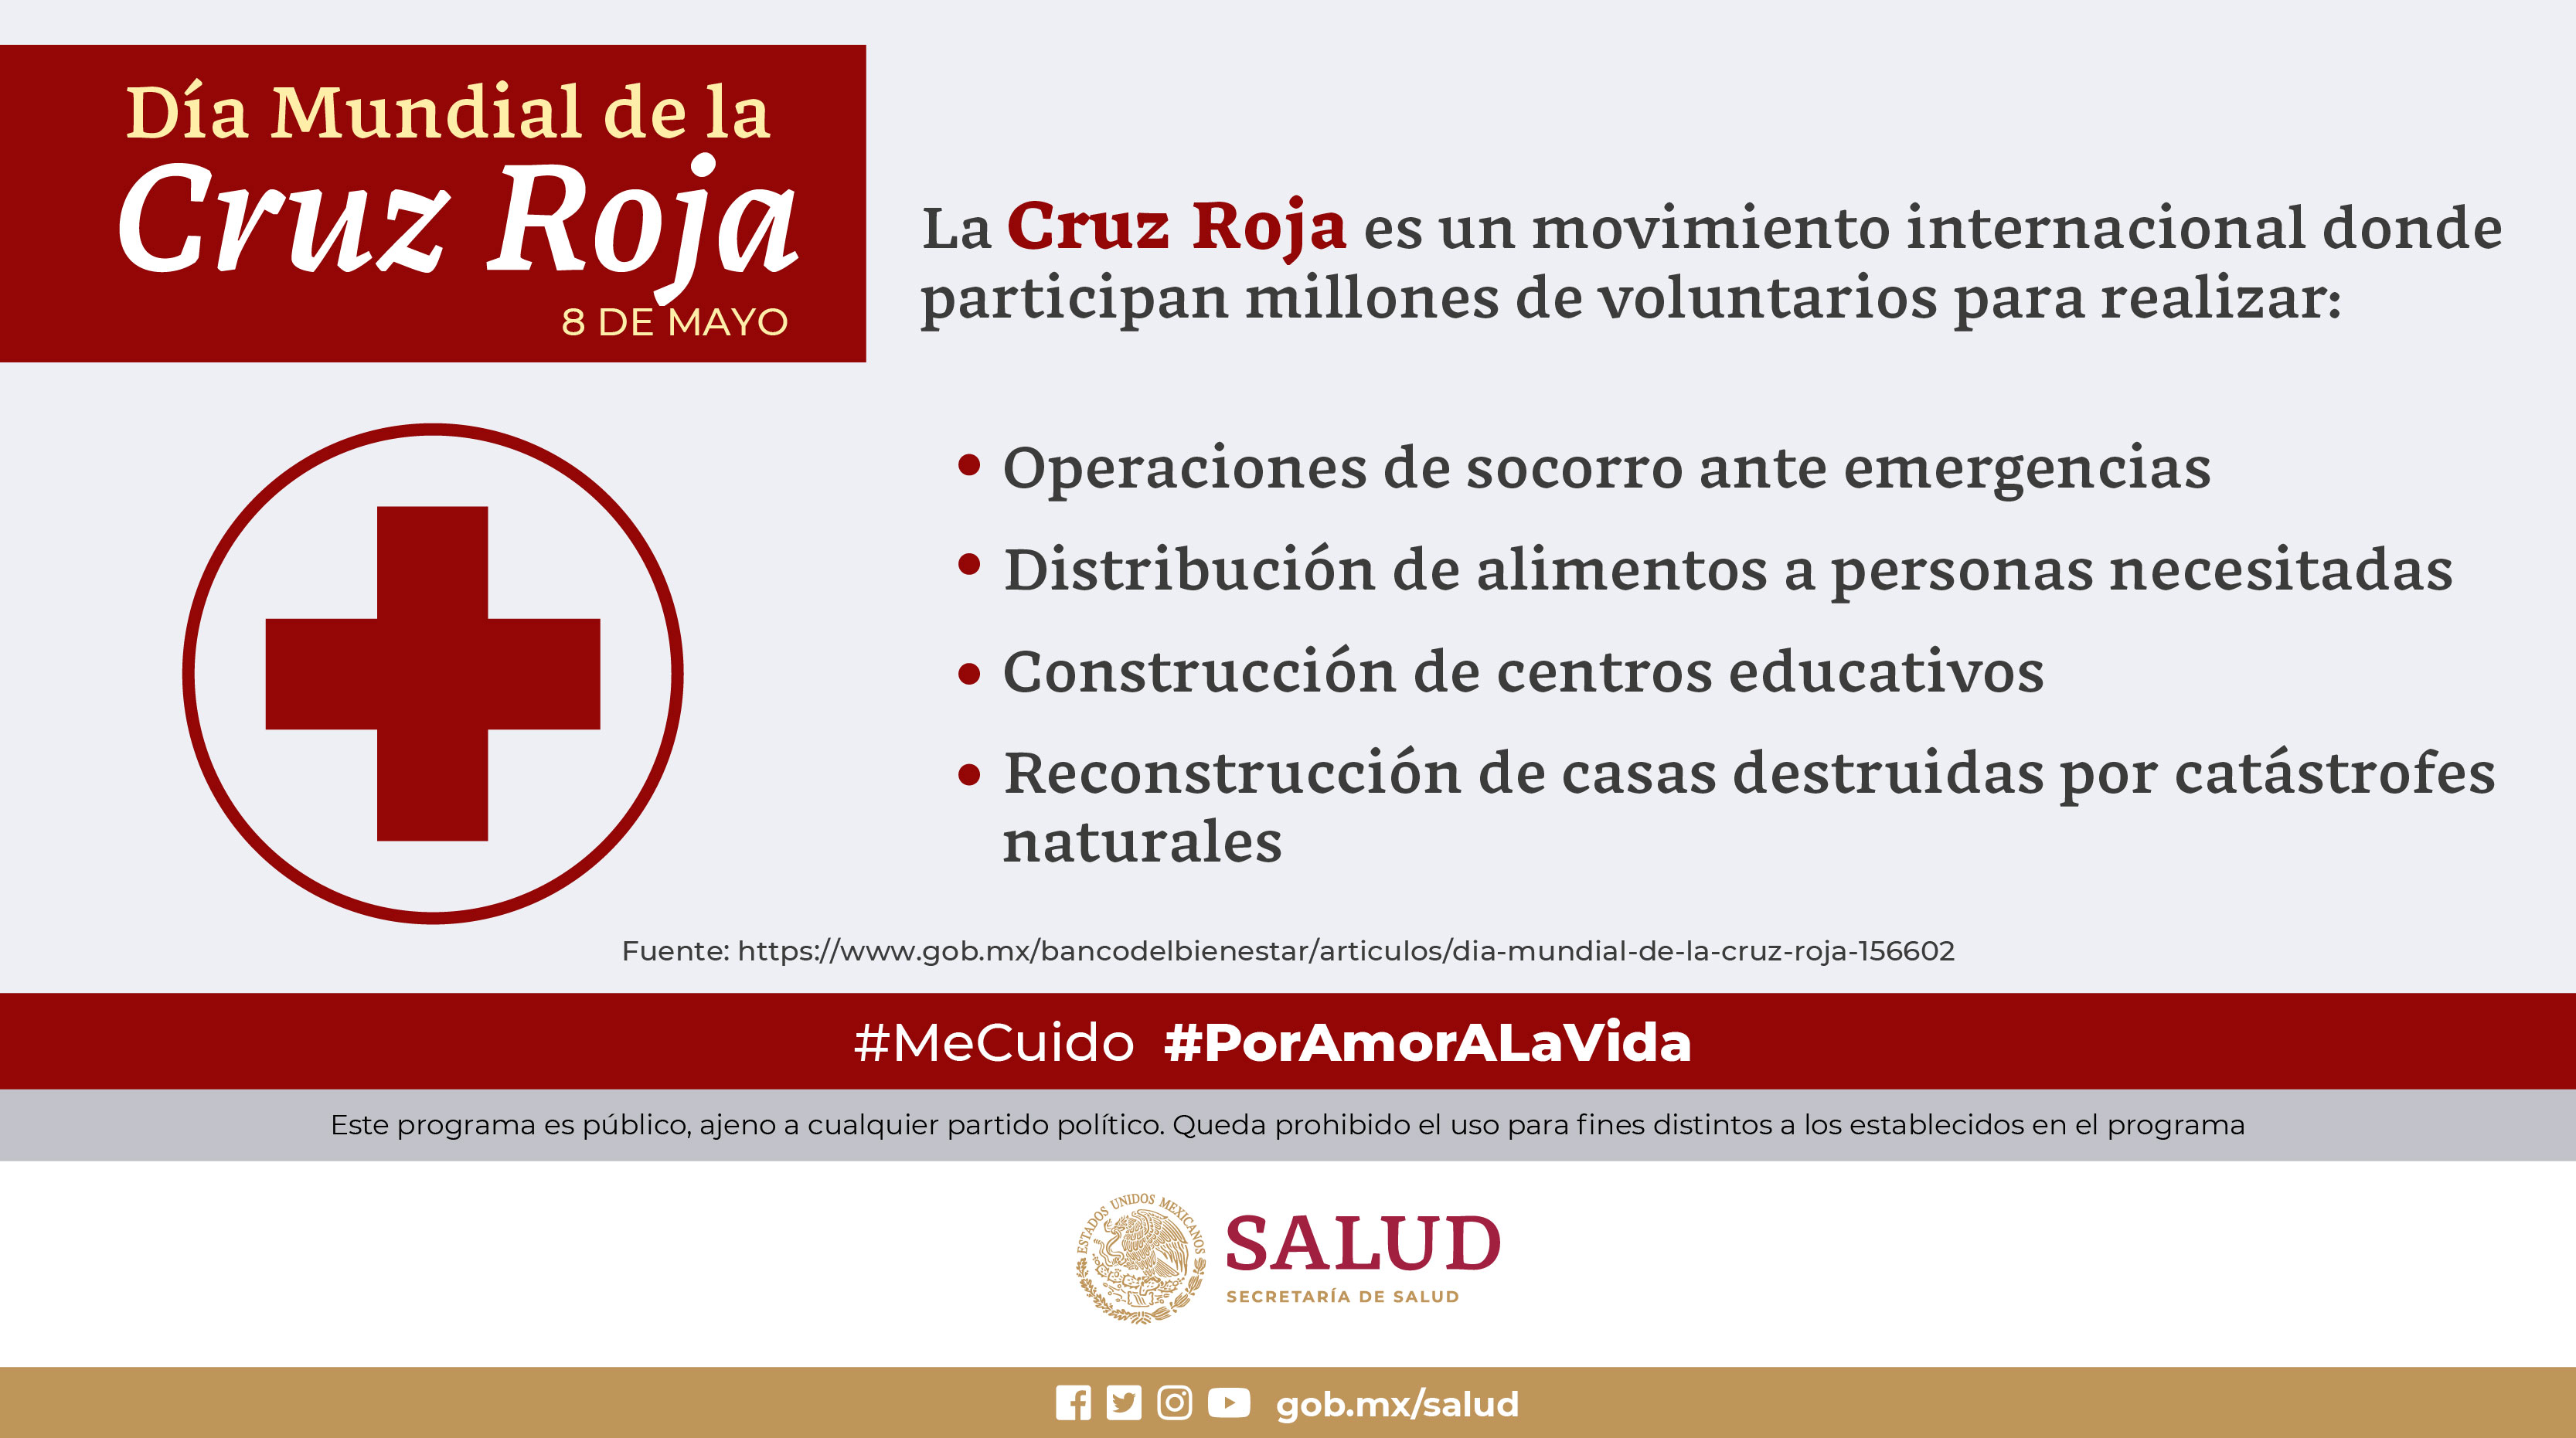 Día Mundial de la
Cruz Roja
8 DE MAYO
La Cruz Roja es un movimiento internacional donde
participan millones de voluntarios para realizar:
• Operaciones de socorro ante emergencias
• Distribución de alimentos a personas necesitadas
• Construcción de centros educativos
• Reconstrucción de casas destruidas por catástrofes
naturales
Fuente: https://www.gob.mx/bancodelbienestar/articulos/dia-mundial-de-la-cruz-roja-156602
#MeCuido #PorAmorALaVida
Este programa es público, ajeno a cualquier partido político. Queda prohibido el uso para fines distintos a los establecidos en el programa
ESTADOS UNIDOS MEXICANOS
SALUD
SECRETARÍA DE SALUD
gob.mx/salud